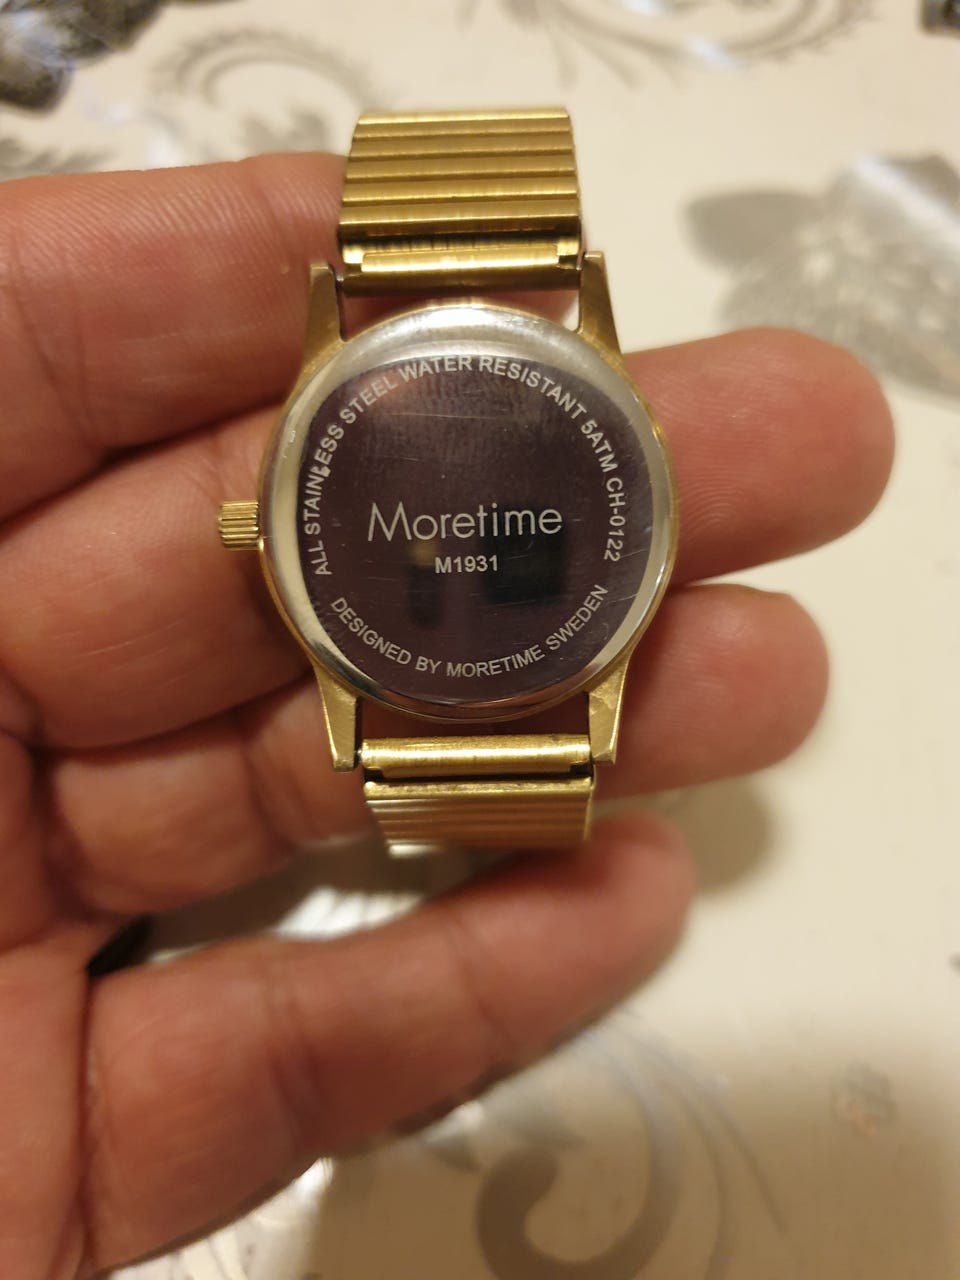 ALL STAINLESS STEEL WATER RESISTANT 5ATM CH-0122
Moretime
M1931
DESIGNED BY MORETIME SWEDEN